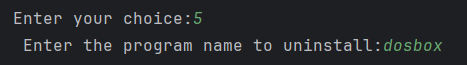 Enter your choice:5
Enter the program name to uninstall:dosbox